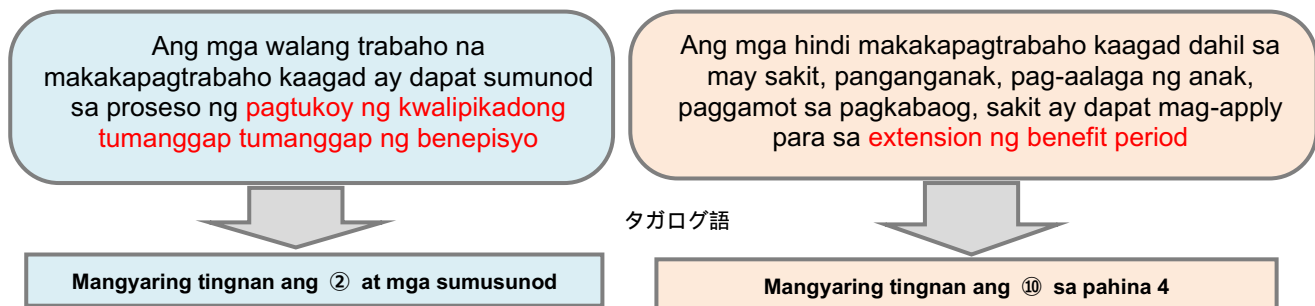 Ang mga walang trabaho na
makakapagtrabaho kaagad ay dapat sumunod
sa proseso ng pagtukoy ng kwalipikadong
tumanggap tumanggap ng benepisyo
Ang mga hindi makakapagtrabaho kaagad dahil sa
may sakit, panganganak, pag-aalaga ng anak,
paggamot sa pagkabaog, sakit ay dapat mag-apply
para sa extension ng benefit period
タガログ語
Mangyaring tingnan ang ② at mga sumusunod
Mangyaring tingnan ang ⑩ sa pahina 4